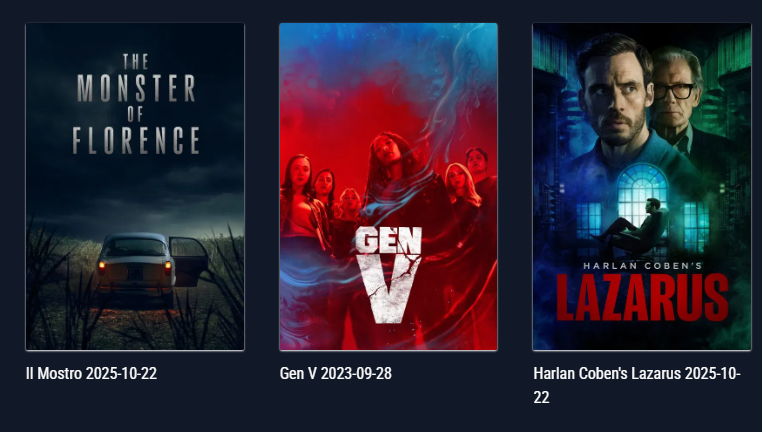 THE
MONSTER
OF
FLORENCE
Il Mostro 2025-10-22
GEN
V
Gen V 2023-09-28
HARLAN COBEN'S
LAZARUS
Harlan Coben's Lazarus 2025-10-
22